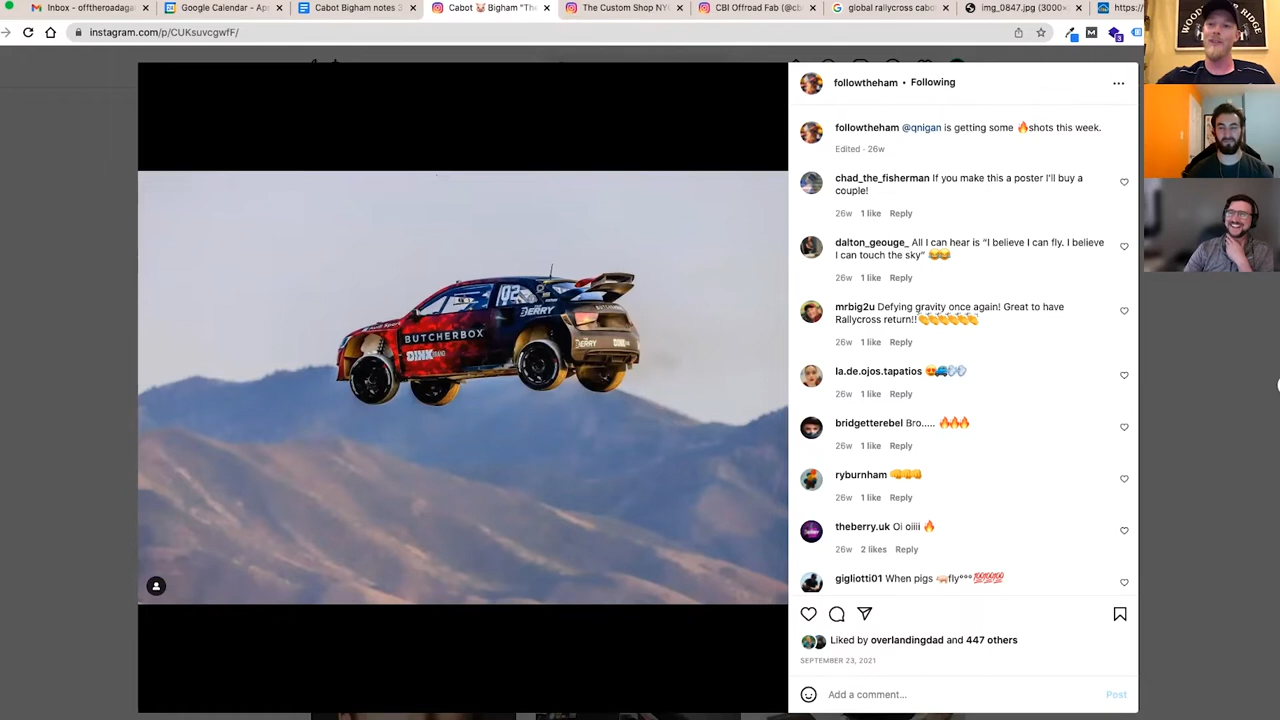 Inbox - offtheroadagai
Google Calendar - Ap
Cabot Bigham notes 3
Cabot 🐷 Bigham "The
The Custom Shop NY
CBI Offroad Fab (@cb
global rallycross cabo
img_0847.jpg (3000×
https:/
instagram.com/p/CUKsuvcgwfF/
followtheham • Following
followtheham @qnigan is getting some 🔥shots this week.
Edited · 26w
chad_the_fisherman If you make this a poster I'll buy a
couple!
26w 1 like Reply
dalton_geouge_ All I can hear is "I believe I can fly. I believe
I can touch the sky" 😂😂
26w 1 like Reply
mrbig2u Defying gravity once again! Great to have
Rallycross return!!👏👏👏👏👏👏
26w 1 like Reply
la.de.ojos.tapatios 😍🚙💨
26w 1 like Reply
bridgetterebel Bro..... 🔥🔥🔥
26w 1 like Reply
ryburnham 👊👊👊
26w 1 like Reply
theberry.uk Oi oiiii 🔥
26w 2 likes Reply
gigliotti01 When pigs 🐖fly°°°💯💯💯
Liked by overlandingdad and 447 others
SEPTEMBER 23, 2021
Add a comment...
Post
02
BERRY
BUTCHERBOX
OINK
BERRY